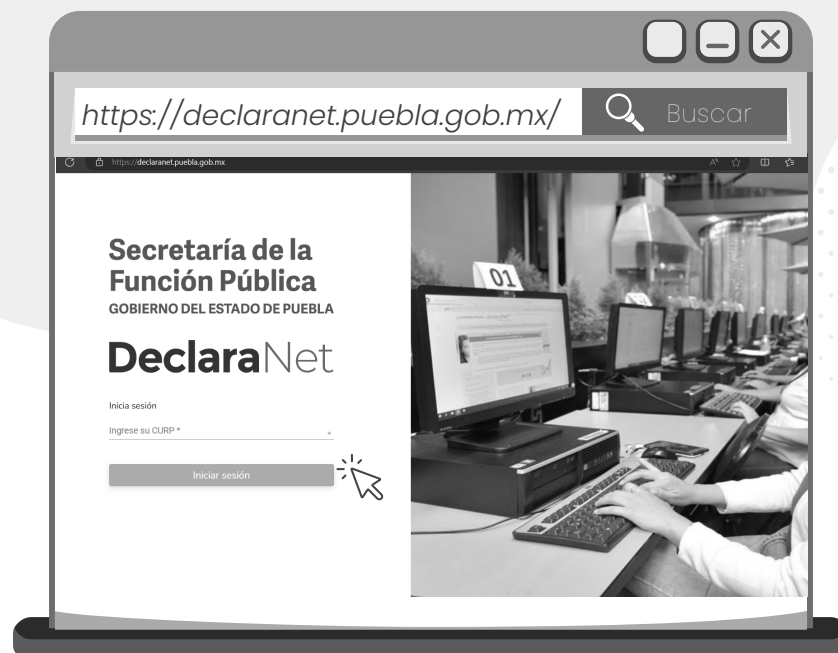 https://declaranet.puebla.gob.mx/
Buscar
https://declaranet.puebla.gob.mx
Secretaría de la
Función Pública
GOBIERNO DEL ESTADO DE PUEBLA
DeclaraNet
Inicia sesión
Ingrese su CURP *
Iniciar sesión
01